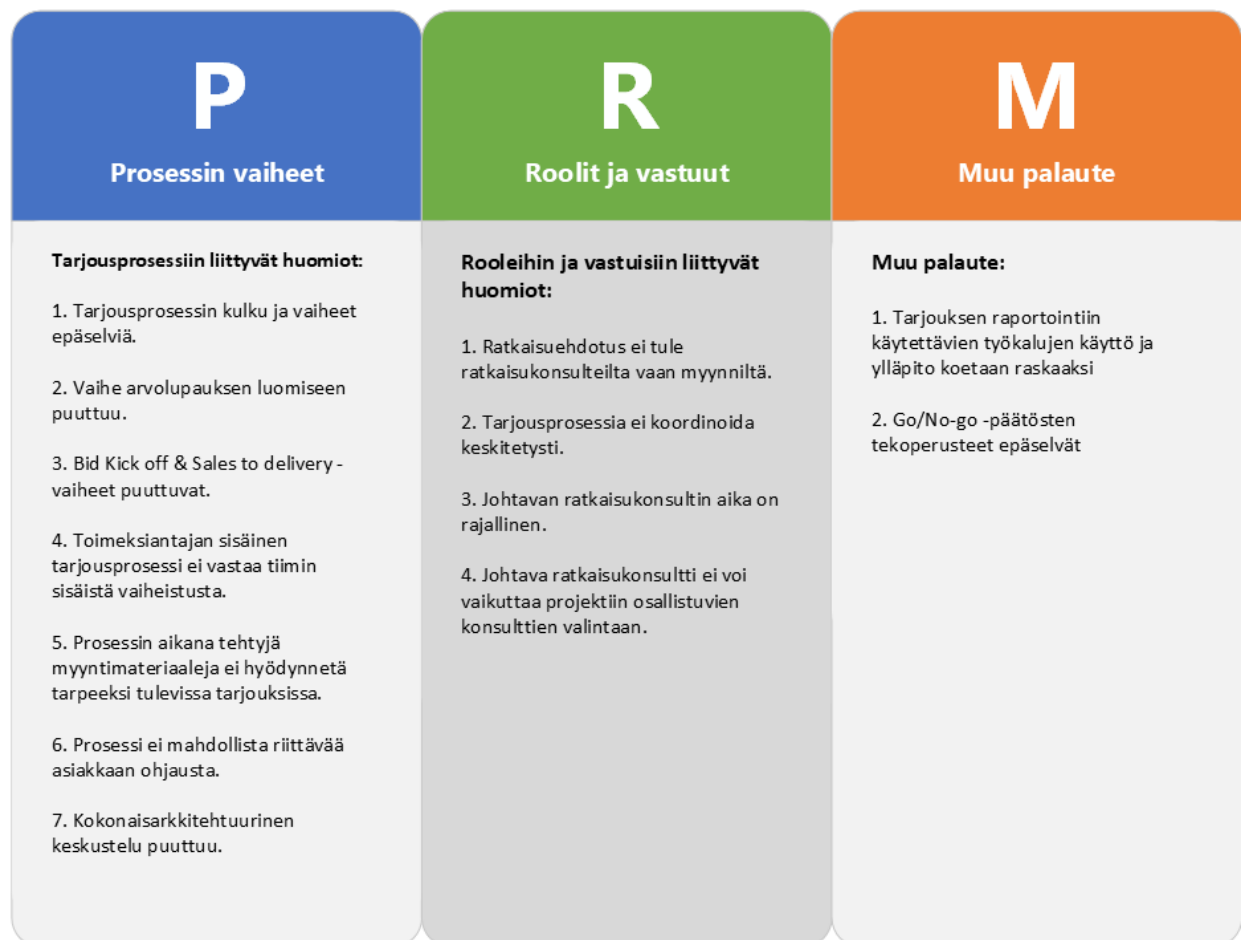 P
Prosessin vaiheet
Tarjousprosessiin liittyvät huomiot:
1. Tarjousprosessin kulku ja vaiheet
epäselviä.
2. Vaihe arvolupauksen luomiseen
puuttuu.
3. Bid Kick off & Sales to delivery -
vaiheet puuttuvat.
4. Toimeksiantajan sisäinen
tarjousprosessi ei vastaa tiimin
sisäistä vaiheistusta.
5. Prosessin aikana tehtyjä
myyntimateriaaleja ei hyödynnetä
tarpeeksi tulevissa tarjouksissa.
6. Prosessi ei mahdollista riittävää
asiakkaan ohjausta.
7. Kokonaisarkkitehtuurinen
keskustelu puuttuu.
R
Roolit ja vastuut
Rooleihin ja vastuisiin liittyvät
huomiot:
1. Ratkaisuehdotus ei tule
ratkaisukonsulteilta vaan myynniltä.
2. Tarjousprosessia ei koordinoida
keskitetysti.
3. Johtavan ratkaisukonsultin aika on
rajallinen.
4. Johtava ratkaisukonsultti ei voi
vaikuttaa projektiin osallistuvien
konsulttien valintaan.
M
Muu palaute
Muu palaute:
1. Tarjouksen raportointiin
käytettävien työkalujen käyttö ja
ylläpito koetaan raskaaksi
2. Go/No-go -päätösten
tekoperusteet epäselvät